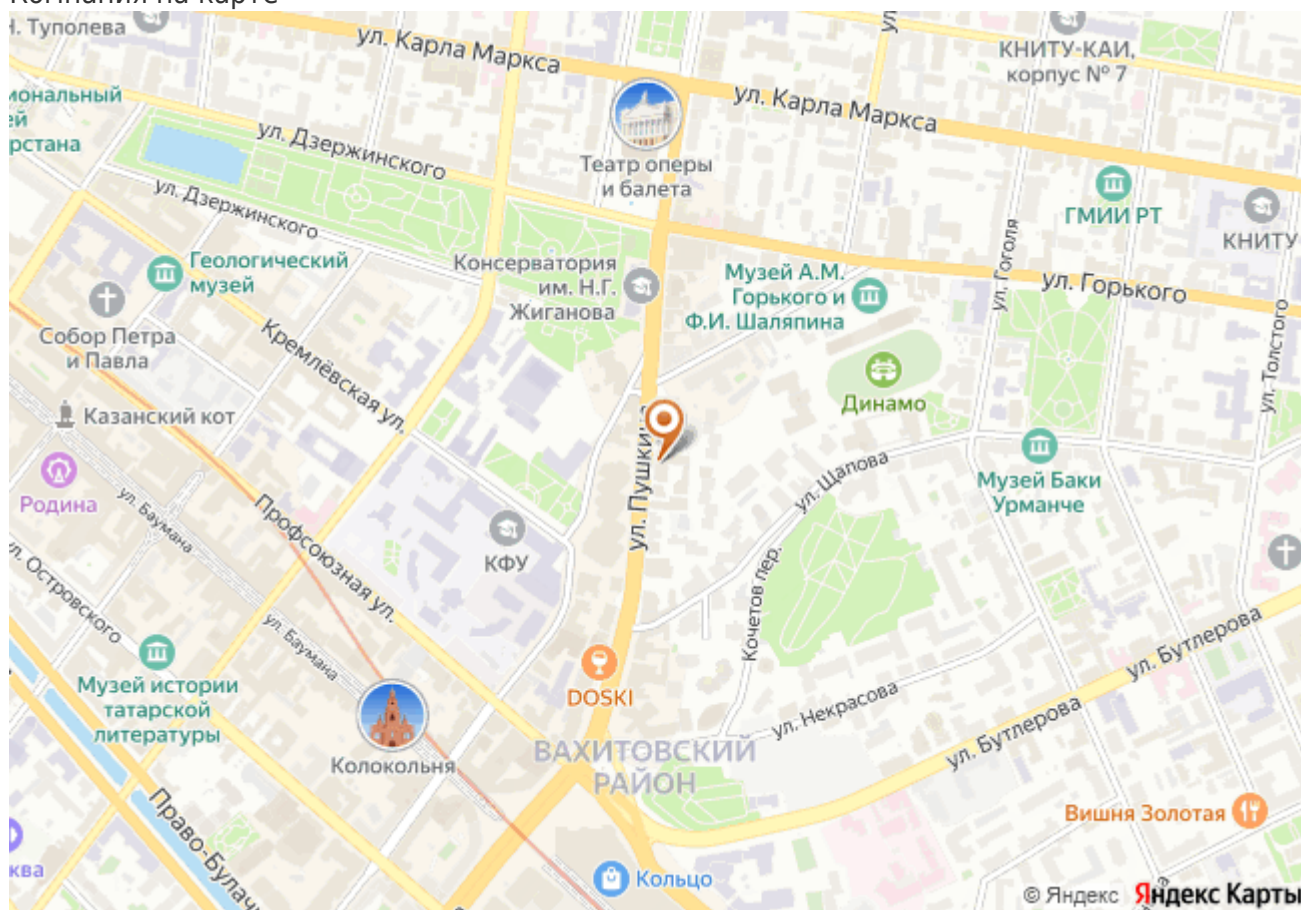 Компания на карте
Н. Туполева
ул. Карла Маркса
КНИТУ-КАИ,
корпус № 7
ул. Карла Маркса
ул. Дзержинского
Театр оперы
и балета
ГМИИ РТ
КНИТУ
ул. Дзержинского
Геологический
музей
Консерватория
им. Н.Г.
Жиганова
Музей А.М.
Горького и
Ф.И. Шаляпина
ул. Гоголя
ул. Горького
Собор Петра
и Павла
Кремлёвская ул.
Динамо
ул. Толстого
Казанский кот
Родина
ул. Баумана
ул. Пушкина
ул. Щапова
Музей Баки
Урманче
Профсоюзная ул.
КФУ
ул. Островского
ул. Баумана
Кочетов пер.
ул. Бутлерова
Музей истории
татарской
литературы
DOSKI
ул. Некрасова
ул. Бутлерова
Колокольня
ВАХИТОВСКИЙ
РАЙОН
Вишня Золотая
Право-Булачн
Кольцо
© Яндекс Яндекс Карты